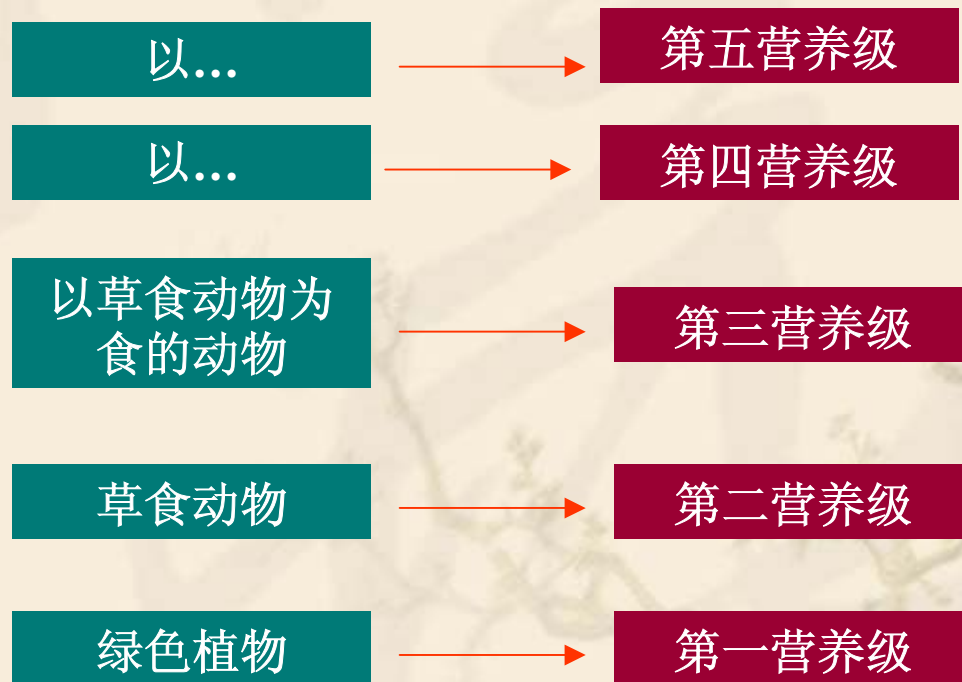 以...
第五营养级
以...
第四营养级
以草食动物为
食的动物
第三营养级
草食动物
第二营养级
绿色植物
第一营养级